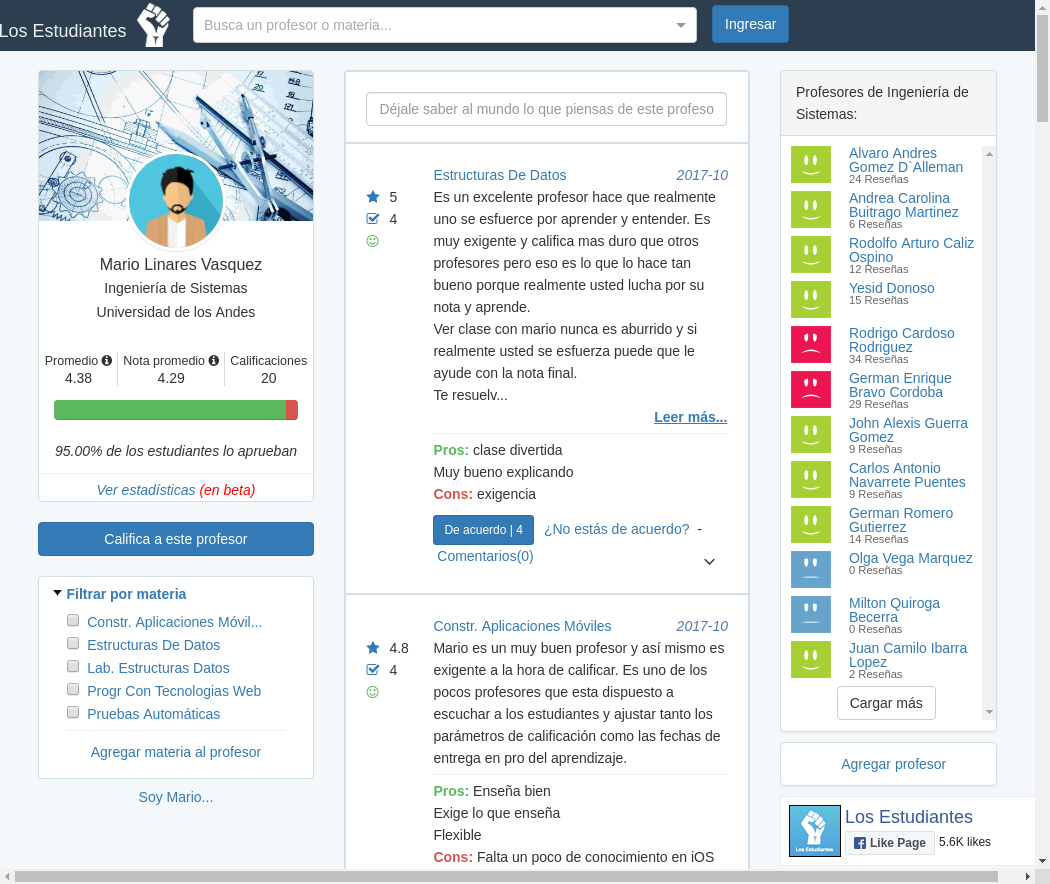 Los Estudiantes
Busca un profesor o materia...
Ingresar
Mario Linares Vasquez
Ingeniería de Sistemas
Universidad de los Andes
Promedio Nota promedio Calificaciones
4.38 4.29 20
95.00% de los estudiantes lo aprueban
Ver estadísticas (en beta)
Califica a este profesor
Filtrar por materia
Constr. Aplicaciones Móvil...
Estructuras De Datos
Lab. Estructuras Datos
Progr Con Tecnologias Web
Pruebas Automáticas
Agregar materia al profesor
Soy Mario...
Déjale saber al mundo lo que piensas de este profeso
Estructuras De Datos 2017-10
5
4
Es un excelente profesor hace que realmente
uno se esfuerce por aprender y entender. Es
muy exigente y califica mas duro que otros
profesores pero eso es lo que lo hace tan
bueno porque realmente usted lucha por su
nota y aprende.
Ver clase con mario nunca es aburrido y si
realmente usted se esfuerza puede que le
ayude con la nota final.
Te resuelv...
Leer más...
Pros: clase divertida
Muy bueno explicando
Cons: exigencia
De acuerdo | 4 ¿No estás de acuerdo? -
Comentarios(0)
Constr. Aplicaciones Móviles 2017-10
4.8
4
Mario es un muy buen profesor y así mismo es
exigente a la hora de calificar. Es uno de los
pocos profesores que esta dispuesto a
escuchar a los estudiantes y ajustar tanto los
parámetros de calificación como las fechas de
entrega en pro del aprendizaje.
Pros: Enseña bien
Exige lo que enseña
Flexible
Cons: Falta un poco de conocimiento en iOS
Profesores de Ingeniería de
Sistemas:
Alvaro Andres
Gomez D`Alleman
24 Reseñas
Andrea Carolina
Buitrago Martinez
6 Reseñas
Rodolfo Arturo Caliz
Ospino
12 Reseñas
Yesid Donoso
15 Reseñas
Rodrigo Cardoso
Rodriguez
34 Reseñas
German Enrique
Bravo Cordoba
29 Reseñas
John Alexis Guerra
Gomez
9 Reseñas
Carlos Antonio
Navarrete Puentes
9 Reseñas
German Romero
Gutierrez
14 Reseñas
Olga Vega Marquez
0 Reseñas
Milton Quiroga
Becerra
0 Reseñas
Juan Camilo Ibarra
Lopez
2 Reseñas
Cargar más
Agregar profesor
Los Estudiantes
Los Estudiantes
Like Page 5.6K likes